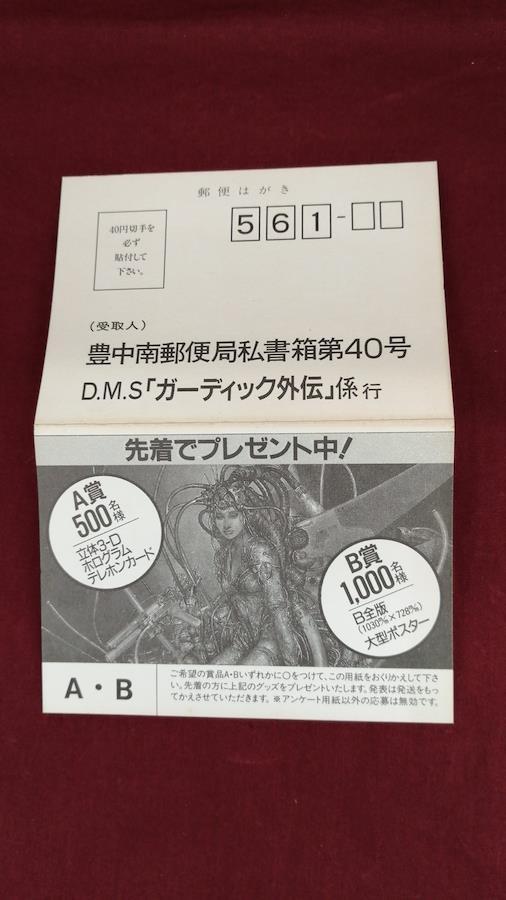 郵便はがき
40円切手を
必ず
貼付して
下さい。
561-
(受取人)
豊中南郵便局私書箱第40号
D.M.S「ガーディック外伝」係 行
先着でプレゼント中!
A賞
500名様
立体3-D
ホログラム
テレホンカード
B賞
1,000名様
B全版
(1030㎜×728㎜)
大型ポスター
A・B
ご希望の賞品A・Bいずれかに〇をつけて、この用紙をおくりかえして下さ
い。先着の方に上記のグッズをプレゼントいたします。発表は発送をもっ
てかえさせていただきます。※アンケート用紙以外の応募は無効です。